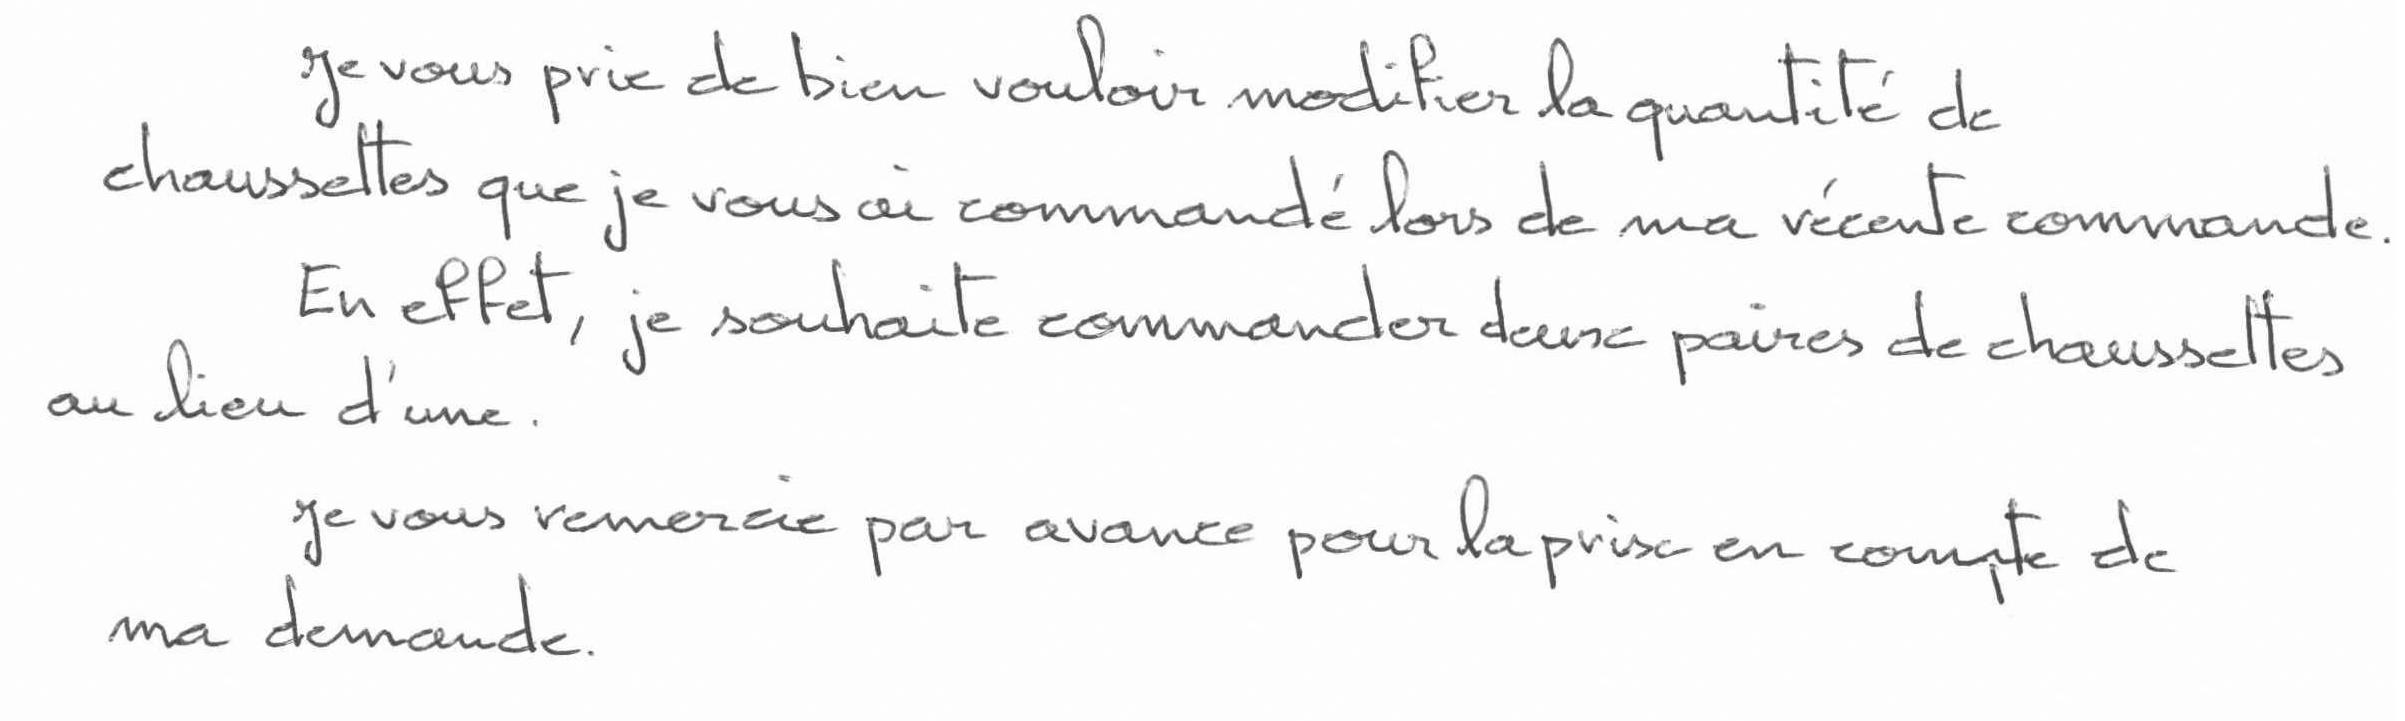 Je vous prie de bien vouloir modifier la quantité de
chaussettes que je vous ai commandé lors de ma récente commande.
En effet, je souhaite commander deux paires de chaussettes
au lieu d'une.
Je vous remercie par avance pour la prise en compte de
ma demande.